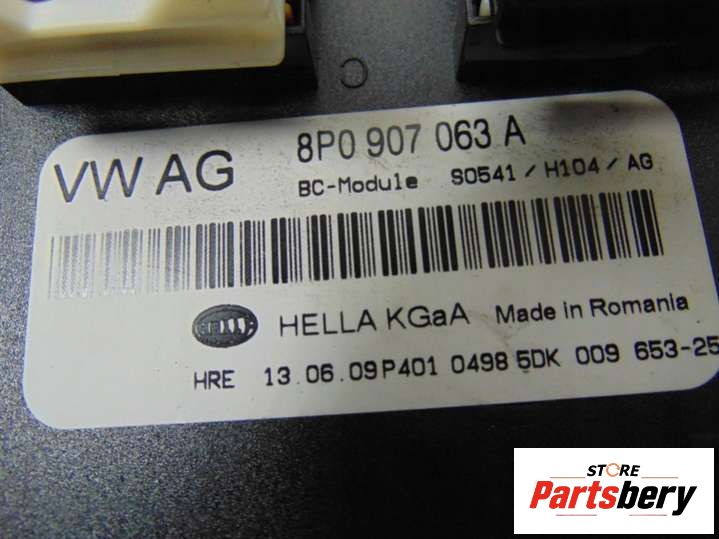 C
VW AG
8P0 907 063 A
BC-Module S0541 / H104 / AG
HELLA
HELLA KGaA Made in Romania
HRE 13.06.09P401 0498 5DK 009 653-25
STORE
Partsbery